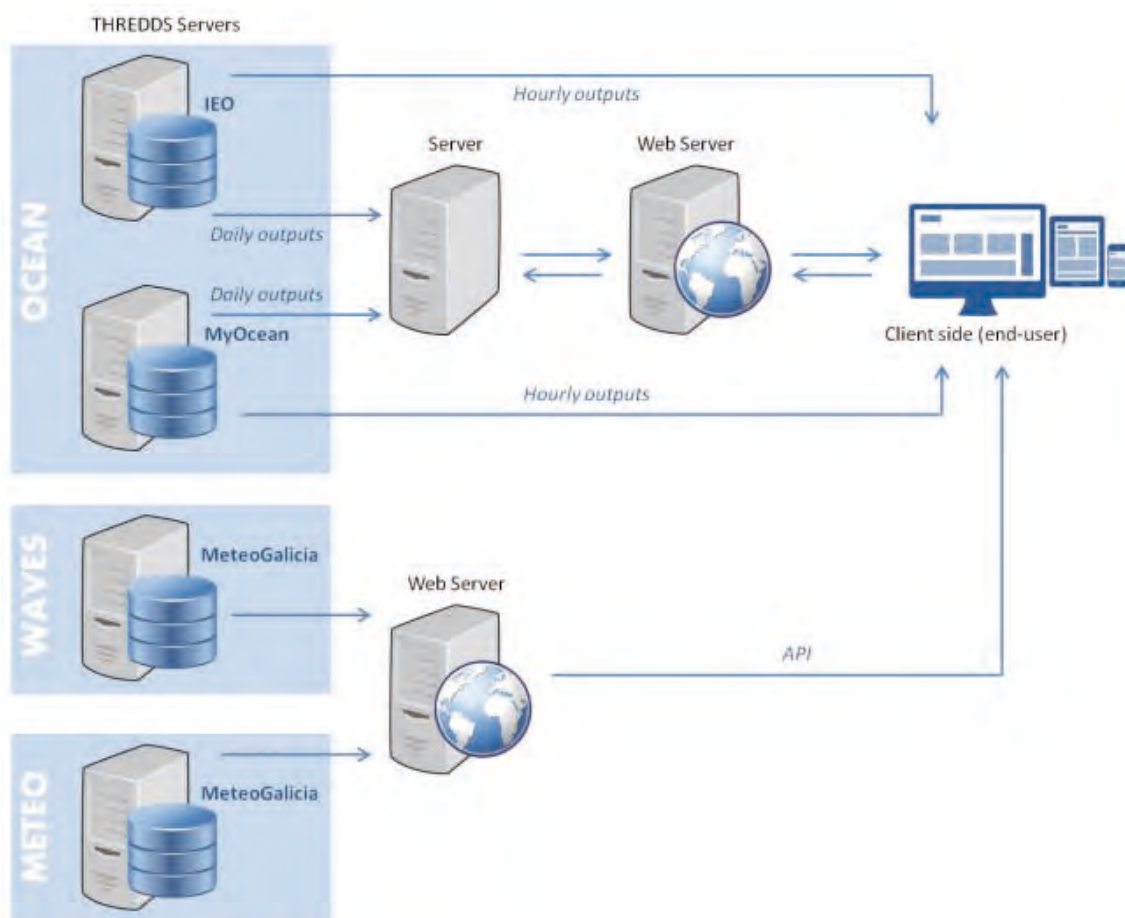 THREDDS Servers
OCEAN
IEO
Hourly outputs
Server
Web Server
Daily outputs
Daily outputs
MyOcean
Client side (end-user)
Hourly outputs
WAVES
MeteoGalicia
Web Server
API
METEO
MeteoGalicia